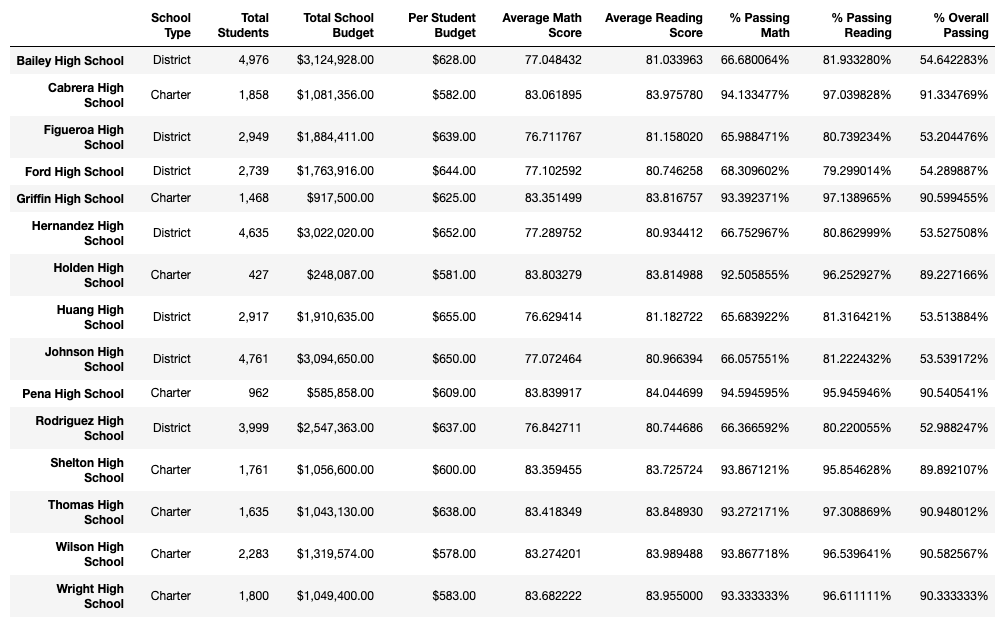 School Type Total Students Total School Budget Per Student Budget Average Math Score Average Reading Score % Passing Math % Passing Reading % Overall Passing
Bailey High School District 4,976 $3,124,928.00 $628.00 77.048432 81.033963 66.680064% 81.933280% 54.642283%
Cabrera High School Charter 1,858 $1,081,356.00 $582.00 83.061895 83.975780 94.133477% 97.039828% 91.334769%
Figueroa High School District 2,949 $1,884,411.00 $639.00 76.711767 81.158020 65.988471% 80.739234% 53.204476%
Ford High School District 2,739 $1,763,916.00 $644.00 77.102592 80.746258 68.309602% 79.299014% 54.289887%
Griffin High School Charter 1,468 $917,500.00 $625.00 83.351499 83.816757 93.392371% 97.138965% 90.599455%
Hernandez High School District 4,635 $3,022,020.00 $652.00 77.289752 80.934412 66.752967% 80.862999% 53.527508%
Holden High School Charter 427 $248,087.00 $581.00 83.803279 83.814988 92.505855% 96.252927% 89.227166%
Huang High School District 2,917 $1,910,635.00 $655.00 76.629414 81.182722 65.683922% 81.316421% 53.513884%
Johnson High School District 4,761 $3,094,650.00 $650.00 77.072464 80.966394 66.057551% 81.222432% 53.539172%
Pena High School Charter 962 $585,858.00 $609.00 83.839917 84.044699 94.594595% 95.945946% 90.540541%
Rodriguez High School District 3,999 $2,547,363.00 $637.00 76.842711 80.744686 66.366592% 80.220055% 52.988247%
Shelton High School Charter 1,761 $1,056,600.00 $600.00 83.359455 83.725724 93.867121% 95.854628% 89.892107%
Thomas High School Charter 1,635 $1,043,130.00 $638.00 83.418349 83.848930 93.272171% 97.308869% 90.948012%
Wilson High School Charter 2,283 $1,319,574.00 $578.00 83.274201 83.989488 93.867718% 96.539641% 90.582567%
Wright High School Charter 1,800 $1,049,400.00 $583.00 83.682222 83.955000 93.333333% 96.611111% 90.333333%